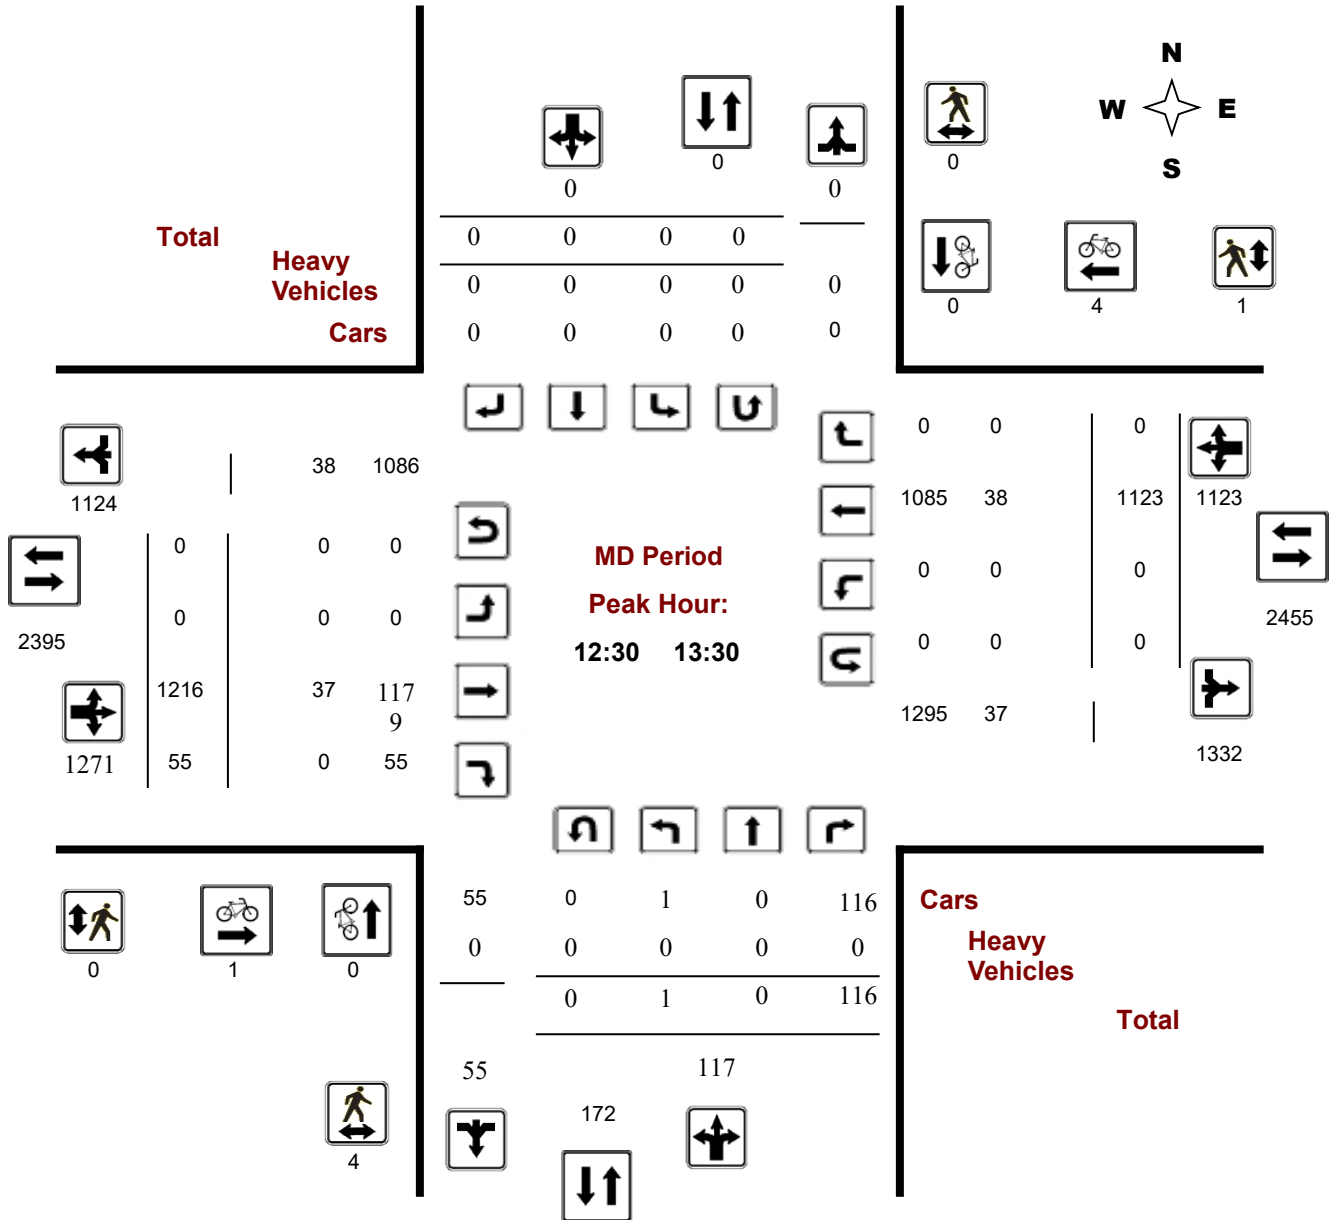 N
W E
S
0
0
0 0
Total 0 0 0 0
Heavy
Vehicles 0 0 0 0 0
Cars 0 0 0 0 0
0 4 1
0 0 0
38 1086
1124
1085 38 1123 1123
0 0 0
MD Period
0 0 0
Peak Hour:
0 0 0
2395
2455
12:30 13:30
0 0 0
1216 37 117
9
1295 37
1271 55 0 55
1332
55 0 1 0 116
Cars
0 0 0 0 0
Heavy
Vehicles
0 1 0
0 1 0 116
Total
55 117
172
4